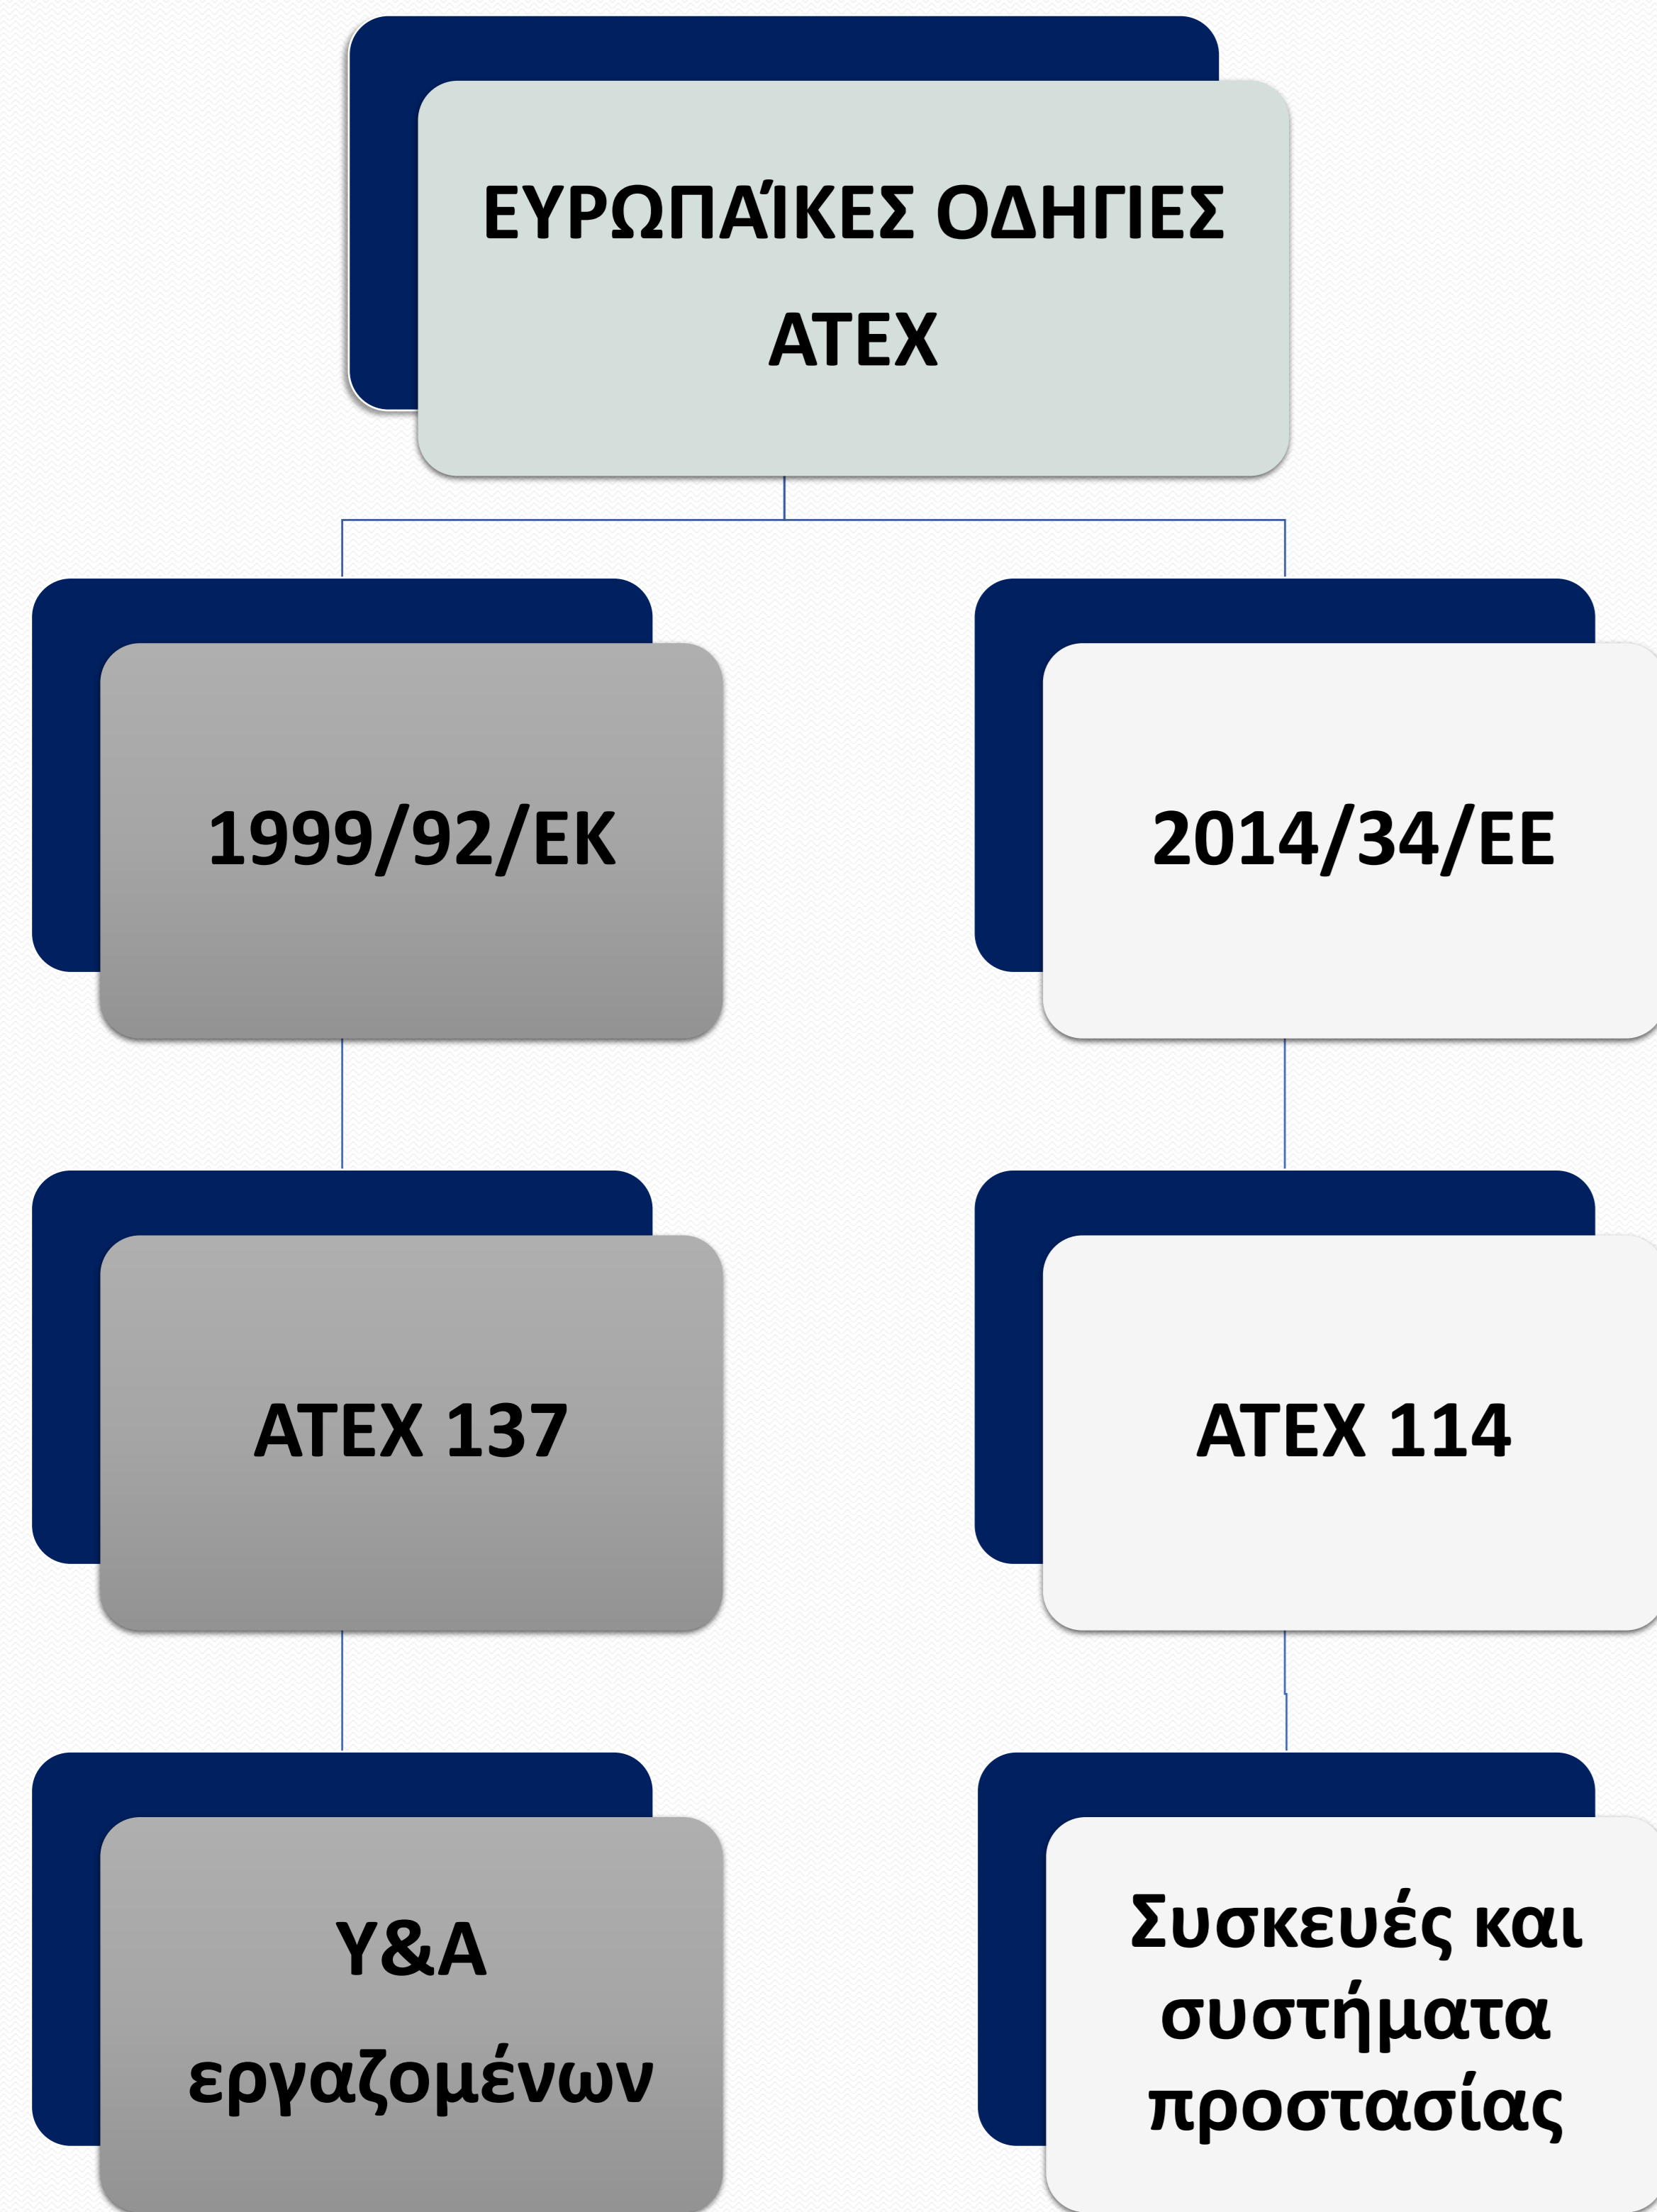 ΕΥΡΩΠΑΪΚΕΣ ΟΔΗΓΙΕΣ
ATEX
1999/92/ΕΚ
2014/34/ΕΕ
ATEX 137
ATEX 114
Υ&Α
εργαζομένων
Συσκευές και
συστήματα
προστασίας